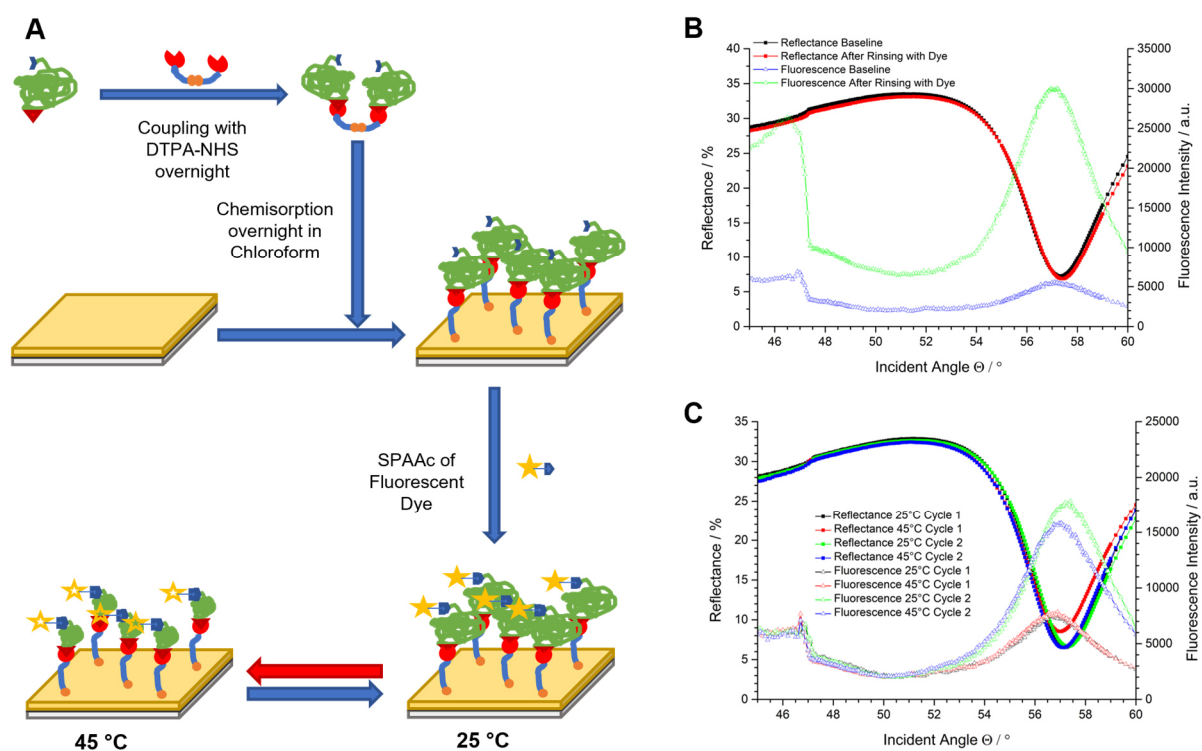 A
Coupling with
DTPA-NHS
overnight
Chemisorption
overnight in
Chloroform
SPAAc of
Fluorescent
Dye
45 °C
25 °C
B
Reflectance Baseline
Reflectance After Rinsing with Dye
Fluorescence Baseline
Fluorescence After Rinsing with Dye
Reflectance / %
40
35
30
25
20
15
10
5
0
46 48 50 52 54 56 58 60
Incident Angle Θ / °
35000
30000
25000
20000
15000
10000
5000
0
Fluorescence Intensity / a.u.
C
Reflectance 25°C Cycle 1
Reflectance 45°C Cycle 1
Reflectance 25°C Cycle 2
Reflectance 45°C Cycle 2
Fluorescence 25°C Cycle 1
Fluorescence 45°C Cycle 1
Fluorescence 25°C Cycle 2
Fluorescence 45°C Cycle 2
Reflectance / %
35
30
25
20
15
10
5
0
46 48 50 52 54 56 58 60
Incident Angle Θ / °
25000
20000
15000
10000
5000
0
Fluorescence Intensity / a.u.